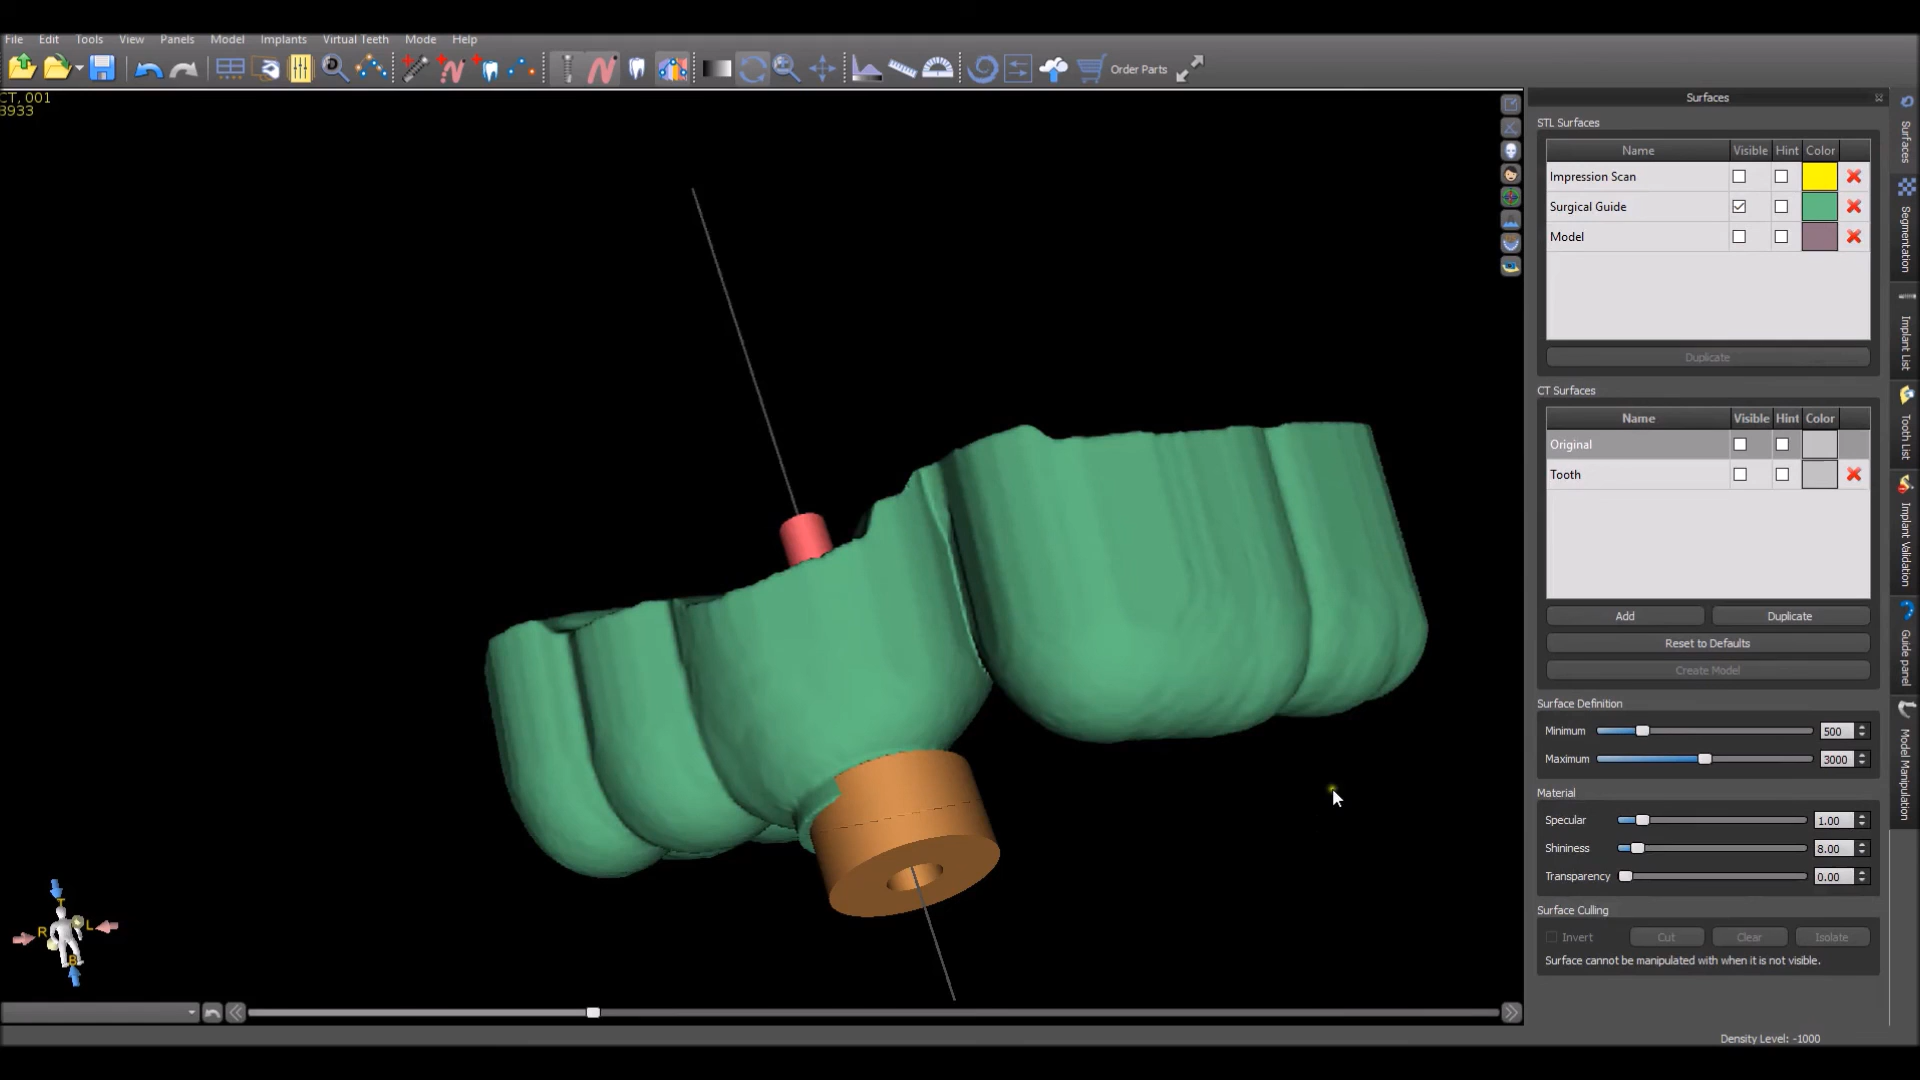 File Edit Tools View Panels Model Implants Virtual Teeth Mode Help
Order Parts
CT, 001
3933
Surfaces
STL Surfaces
Name Visible Hint Color
Impression Scan
Surgical Guide
Model
Duplicate
CT Surfaces
Name Visible Hint Color
Original
Tooth
Add Duplicate
Reset to Defaults
Create Model
Surface Definition
Minimum 500
Maximum 3000
Material
Specular 1.00
Shininess 8.00
Transparency 0.00
Surface Culling
Invert Cut Clear Isolate
Surface cannot be manipulated with when it is not visible.
Surfaces
Segmentation
Implant List
Tooth List
Implant Validation
Guide panel
Model Manipulation
T
R
L
B
Density Level: -1000